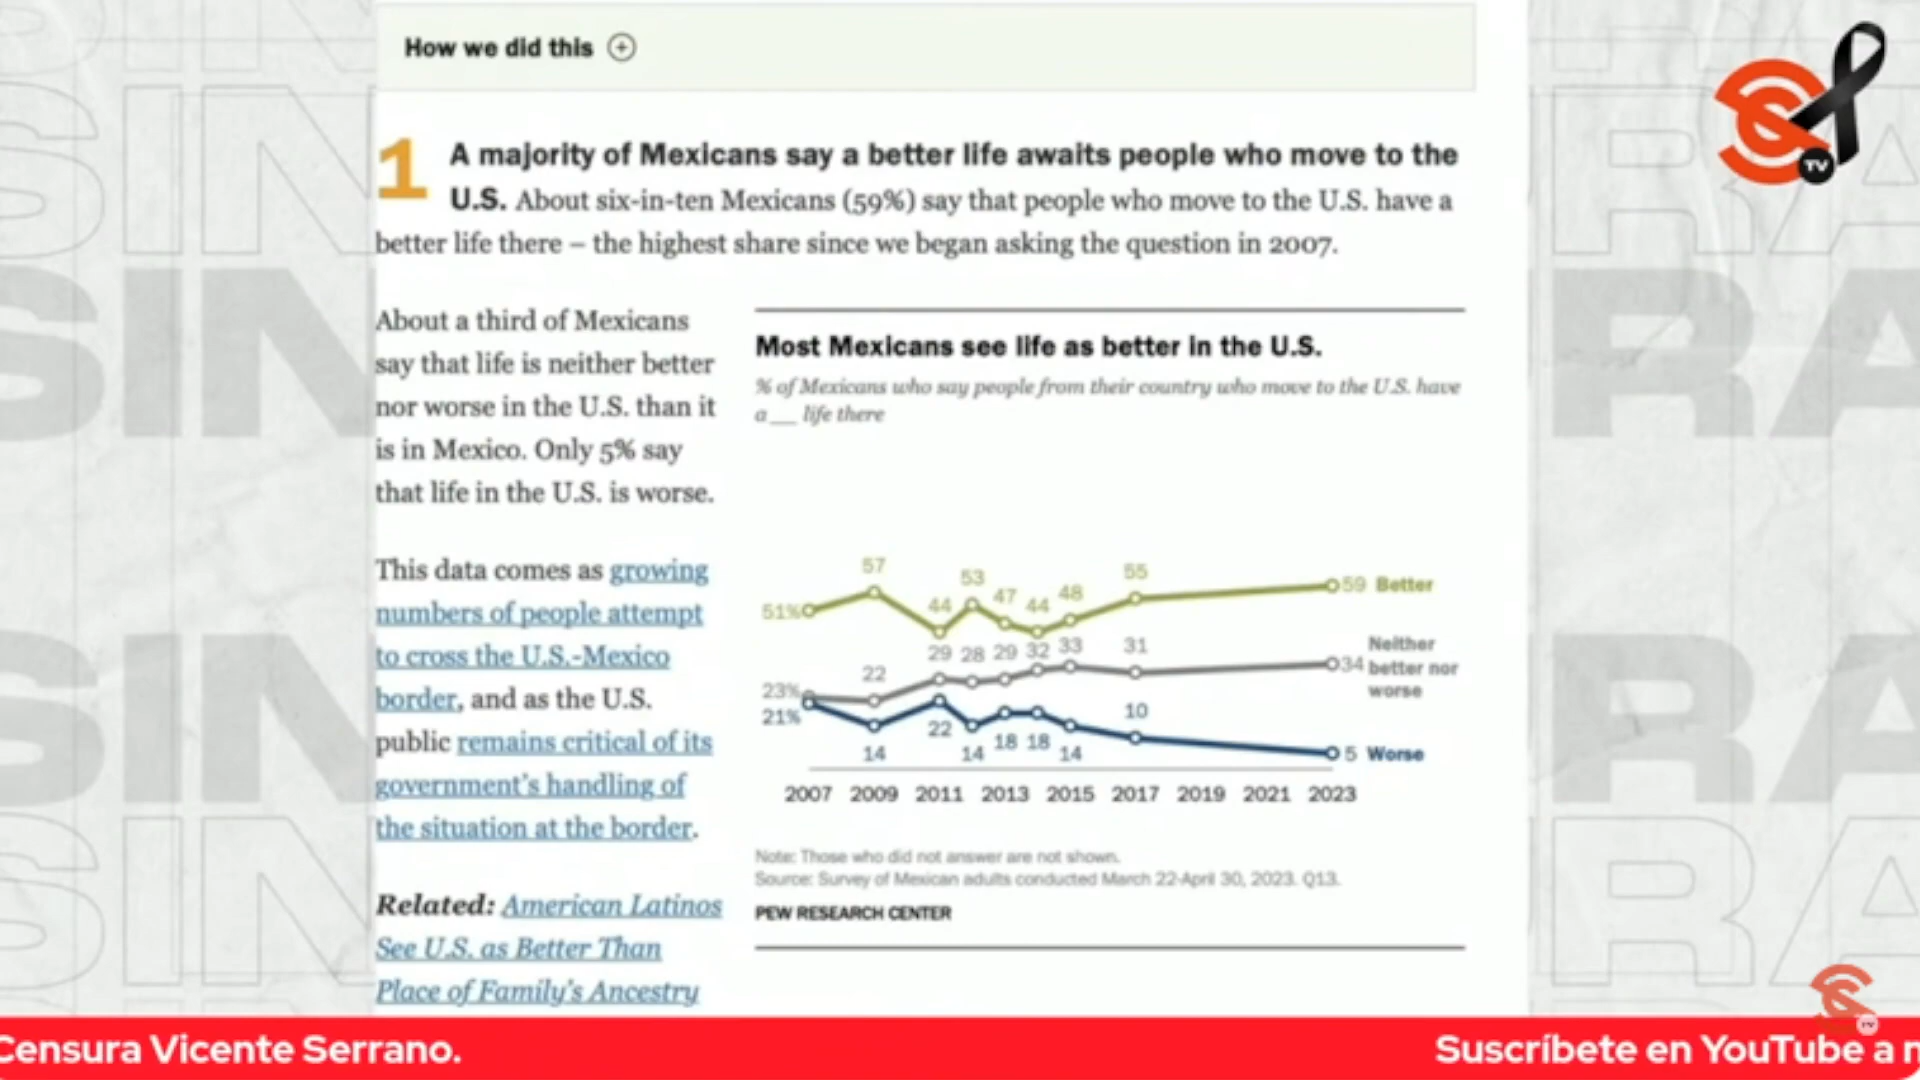 How we did this
1 A majority of Mexicans say a better life awaits people who move to the
U.S. About six-in-ten Mexicans (59%) say that people who move to the U.S. have a
better life there – the highest share since we began asking the question in 2007.
About a third of Mexicans
say that life is neither better
nor worse in the U.S. than it
is in Mexico. Only 5% say
that life in the U.S. is worse.
This data comes as growing
numbers of people attempt
to cross the U.S.-Mexico
border, and as the U.S.
public remains critical of its
government's handling of
the situation at the border.
Related: American Latinos
See U.S. as Better Than
Place of Family's Ancestry
Most Mexicans see life as better in the U.S.
% of Mexicans who say people from their country who move to the U.S. have
a __ life there
51% 57 44 53 47 44 48 55 59 Better
23% 22 29 28 29 32 33 31 34 Neither
better nor
worse
21% 14 22 14 18 18 14 10 5 Worse
2007 2009 2011 2013 2015 2017 2019 2021 2023
Note: Those who did not answer are not shown.
Source: Survey of Mexican adults conducted March 22-April 30, 2023. Q13.
PEW RESEARCH CENTER
TV
SIN
SIN
SIN
SIN
RA
RA
RA
RA
TV
Censura Vicente Serrano.
Suscríbete en YouTube a n